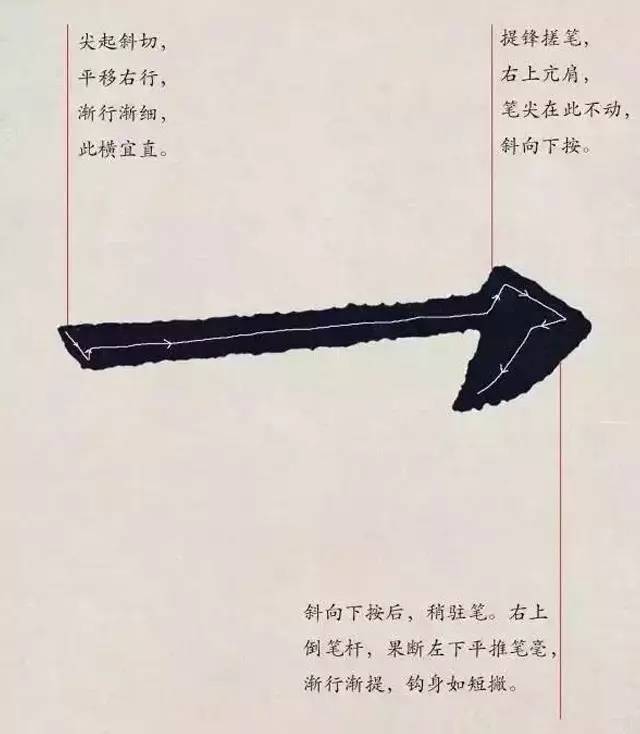 尖起斜切，
平移右行，
渐行渐细，
此横宜直。
提锋搓笔，
右上亢肩，
笔尖在此不动，
斜向下按。
斜向下按后，稍驻笔。右上
倒笔杆，果断左下平推笔毫，
渐行渐提，钩身如短撇。